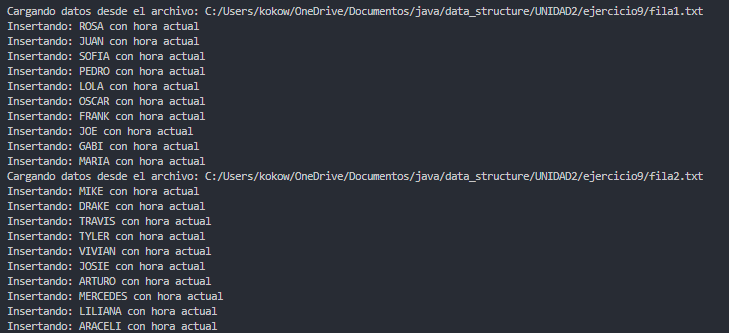 Cargando datos desde el archivo: C:/Users/kokow/OneDrive/Documentos/java/data_structure/UNIDAD2/ejercicio9/fila1.txt
Insertando: ROSA con hora actual
Insertando: JUAN con hora actual
Insertando: SOFIA con hora actual
Insertando: PEDRO con hora actual
Insertando: LOLA con hora actual
Insertando: OSCAR con hora actual
Insertando: FRANK con hora actual
Insertando: JOE con hora actual
Insertando: GABI con hora actual
Insertando: MARIA con hora actual
Cargando datos desde el archivo: C:/Users/kokow/OneDrive/Documentos/java/data_structure/UNIDAD2/ejercicio9/fila2.txt
Insertando: MIKE con hora actual
Insertando: DRAKE con hora actual
Insertando: TRAVIS con hora actual
Insertando: TYLER con hora actual
Insertando: VIVIAN con hora actual
Insertando: JOSIE con hora actual
Insertando: ARTURO con hora actual
Insertando: MERCEDES con hora actual
Insertando: LILIANA con hora actual
Insertando: ARACELI con hora actual